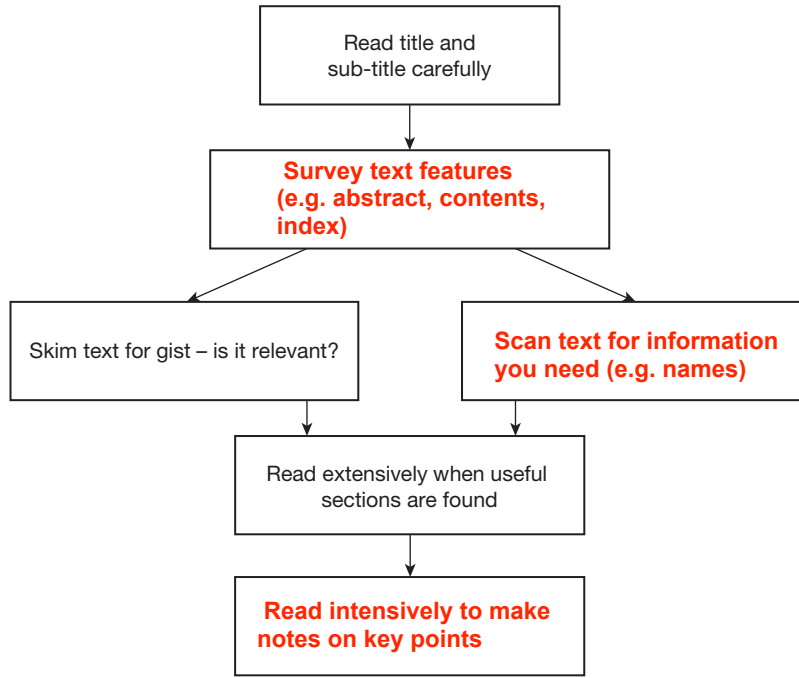 Read title and
sub-title carefully
Survey text features
(e.g. abstract, contents,
index)
Skim text for gist – is it relevant?
Scan text for information
you need (e.g. names)
Read extensively when useful
sections are found
Read intensively to make
notes on key points